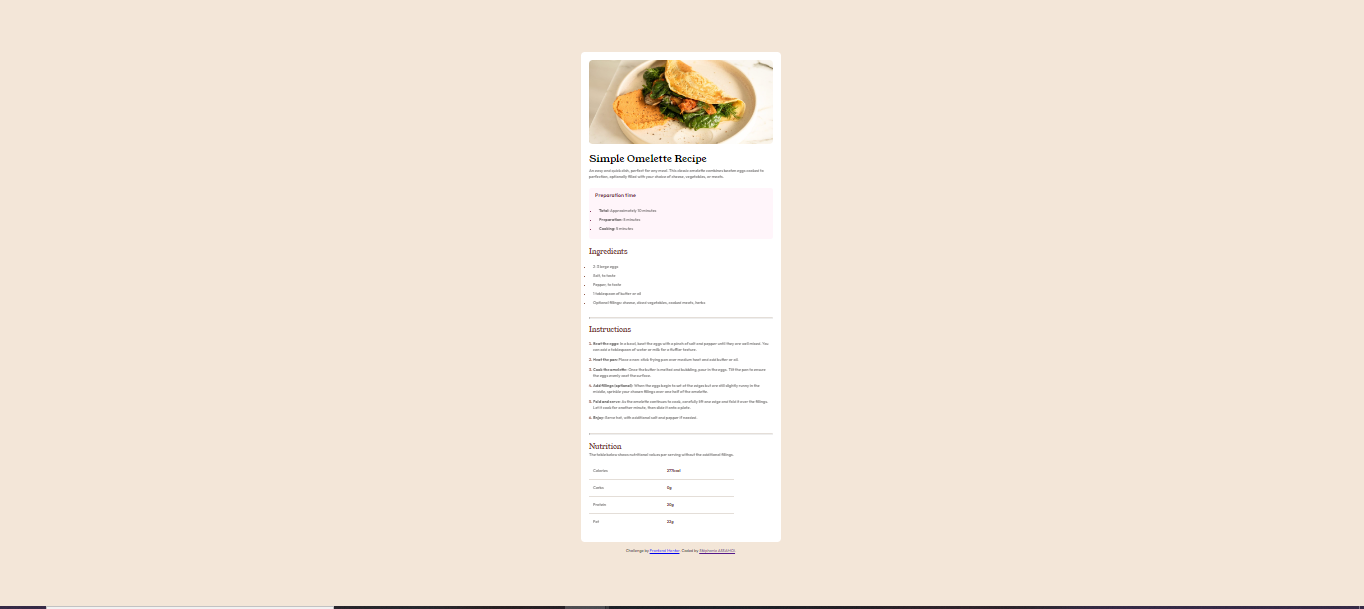 Simple Omelette Recipe
An easy and quick dish, perfect for any meal. This classic omelette combines beaten eggs cooked to
perfection, optionally filled with your choice of cheese, vegetables, or meats.
Preparation time
Total: Approximately 10 minutes
Preparation: 5 minutes
Cooking: 5 minutes
Ingredients
2-3 large eggs
Salt, to taste
Pepper, to taste
1 tablespoon of butter or oil
Optional fillings: cheese, diced vegetables, cooked meats, herbs
Instructions
1. Beat the eggs: In a bowl, beat the eggs with a pinch of salt and pepper until they are well mixed. You
can add a tablespoon of water or milk for a fluffier texture.
2. Heat the pan: Place a non-stick frying pan over medium heat and add butter or oil.
3. Cook the omelette: Once the butter is melted and bubbling, pour in the eggs. Tilt the pan to ensure
the eggs evenly coat the surface.
4. Add fillings (optional): When the eggs begin to set at the edges but are still slightly runny in the
middle, sprinkle your chosen fillings over one half of the omelette.
5. Fold and serve: As the omelette continues to cook, carefully lift one edge and fold it over the fillings.
Let it cook for another minute, then slide it onto a plate.
6. Enjoy: Serve hot, with additional salt and pepper if needed.
Nutrition
The table below shows nutritional values per serving without the additional fillings.
Calories 277kcal
Carbs 0g
Protein 20g
Fat 22g
Challenge by Frontend Mentor. Coded by